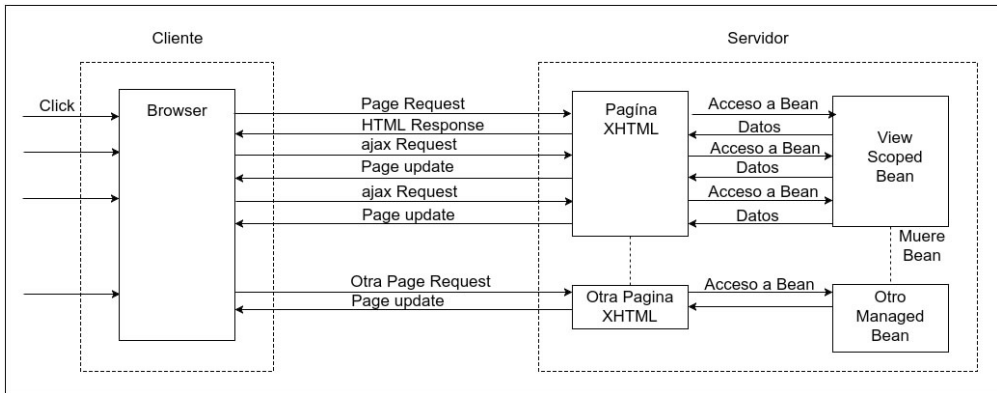 Cliente
Servidor
Click
Browser
Page Request
HTML Response
ajax Request
Page update
ajax Request
Page update
Otra Page Request
Page update
Pagína
XHTML
Otra Pagina
XHTML
Acceso a Bean
Datos
Acceso a Bean
Datos
Acceso a Bean
Datos
Acceso a Bean
View
Scoped
Bean
Muere
Bean
Otro
Managed
Bean